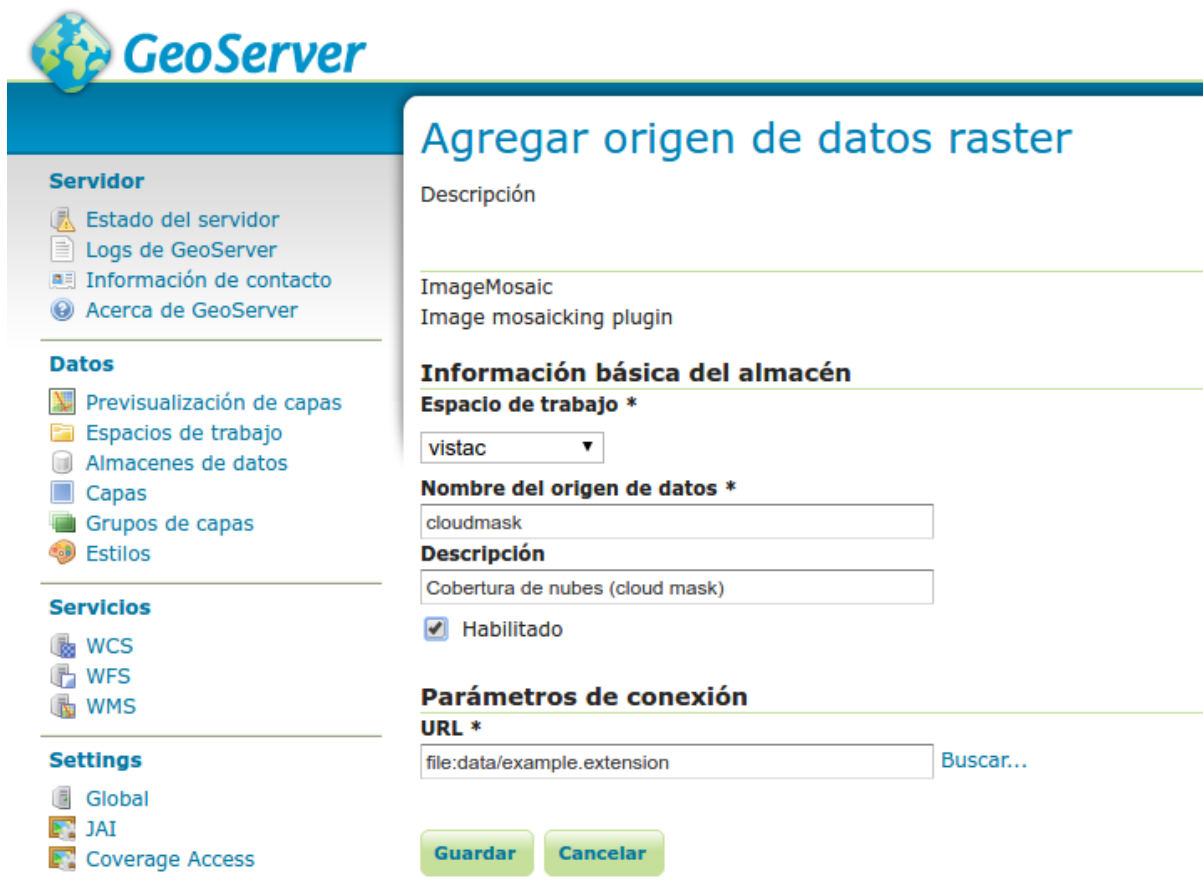 GeoServer
Servidor
Estado del servidor
Logs de GeoServer
Información de contacto
Acerca de GeoServer
Datos
Previsualización de capas
Espacios de trabajo
Almacenes de datos
Capas
Grupos de capas
Estilos
Servicios
WCS
WFS
WMS
Settings
Global
JAI
Coverage Access
Agregar origen de datos raster
Descripción
ImageMosaic
Image mosaicking plugin
Información básica del almacén
Espacio de trabajo *
vistac
Nombre del origen de datos *
cloudmask
Descripción
Cobertura de nubes (cloud mask)
Habilitado
Parámetros de conexión
URL *
file:data/example.extension Buscar...
Guardar Cancelar